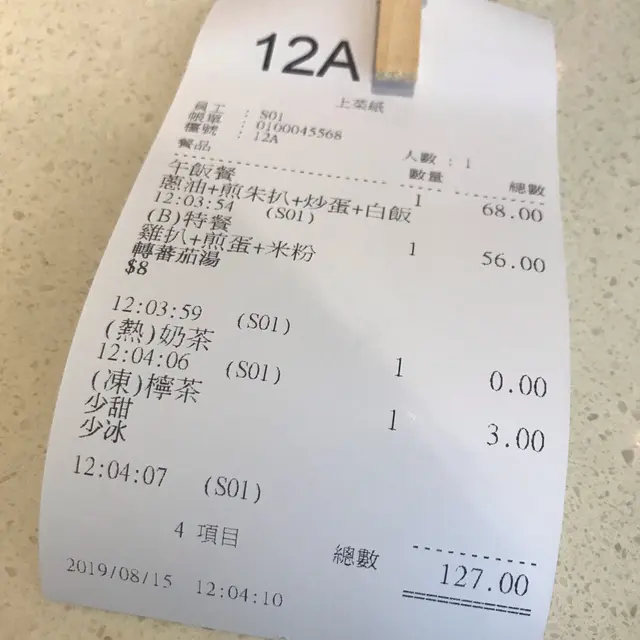 12A
上菜紙
員工 : S01
帳單 : 0100045568
檯號 : 12A
人數 : 1
餐品 數量 總數
午飯餐 1 68.00
蔥油+煎朱扒+炒蛋+白飯
12:03:54 (S01)
(B)特餐 1 56.00
雞扒+煎蛋+米粉
轉蕃茄湯
$8
12:03:59 (S01)
(熱)奶茶 1 0.00
12:04:06 (S01)
(凍)檸茶 1 3.00
少甜
少冰
12:04:07 (S01)
4 項目
總數 127.00
2019/08/15 12:04:10